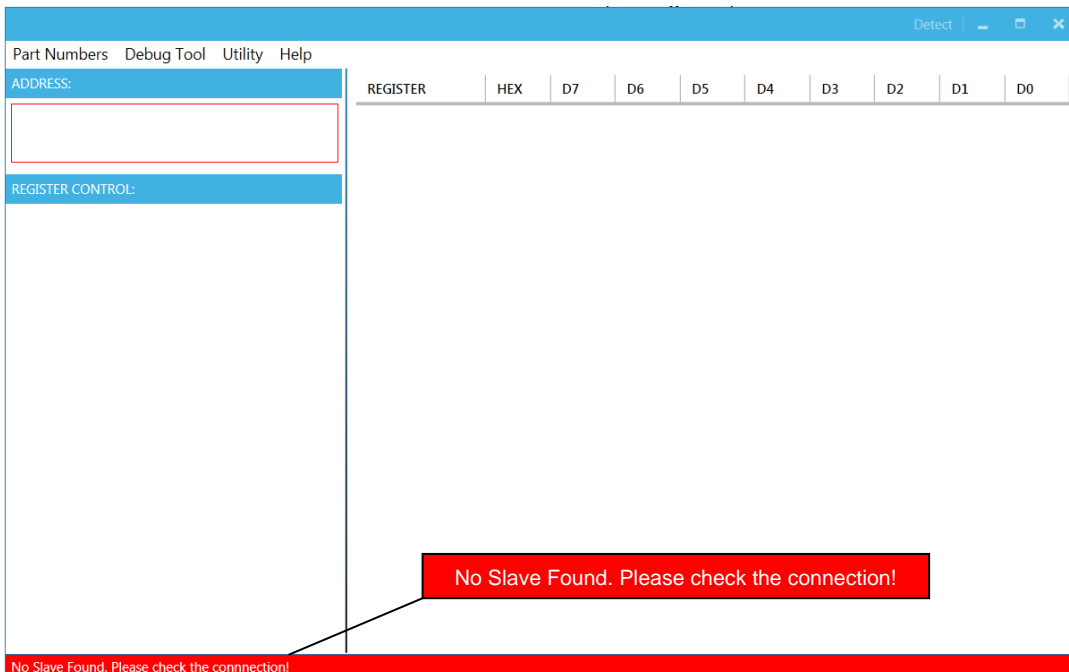 Detect
Part Numbers Debug Tool Utility Help
ADDRESS:
REGISTER HEX D7 D6 D5 D4 D3 D2 D1 D0
REGISTER CONTROL:
No Slave Found. Please check the connection!
No Slave Found. Please check the connnection!